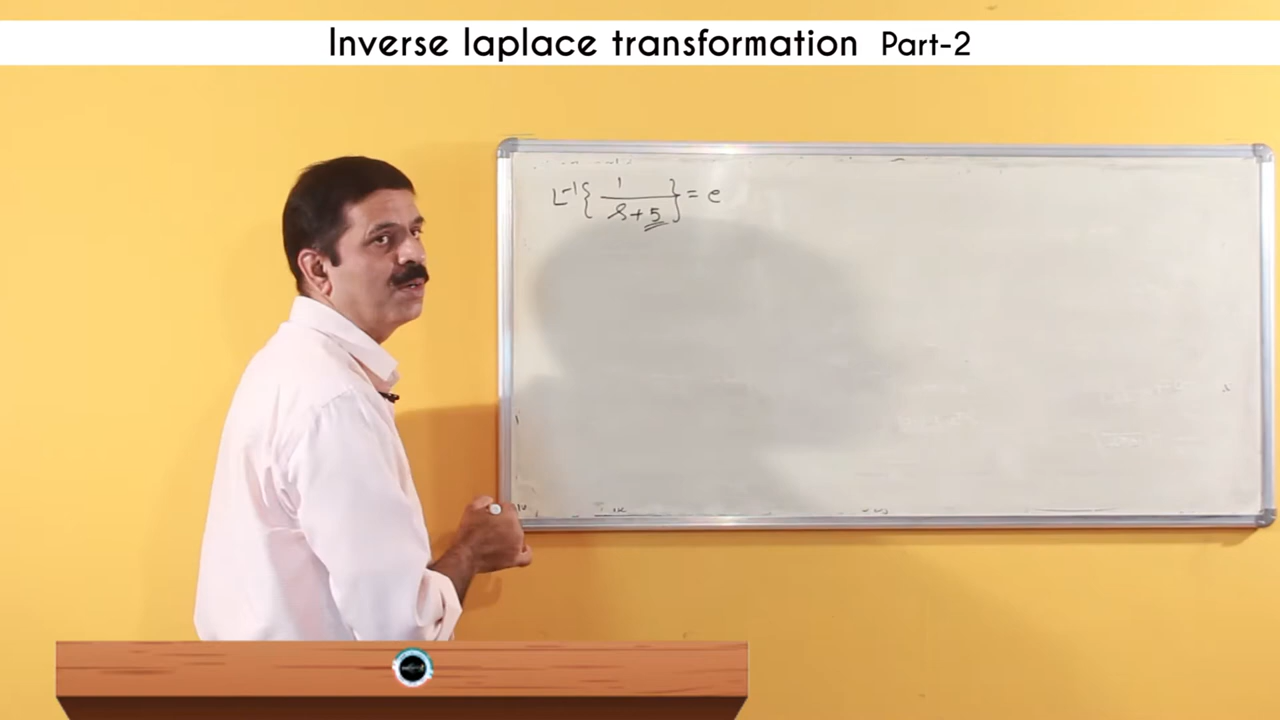 Inverse laplace transformation Part-2
L⁻¹{ 1/(s+5) } = e